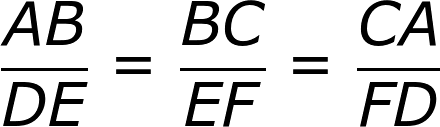 AB/DE = BC/EF = CA/FD